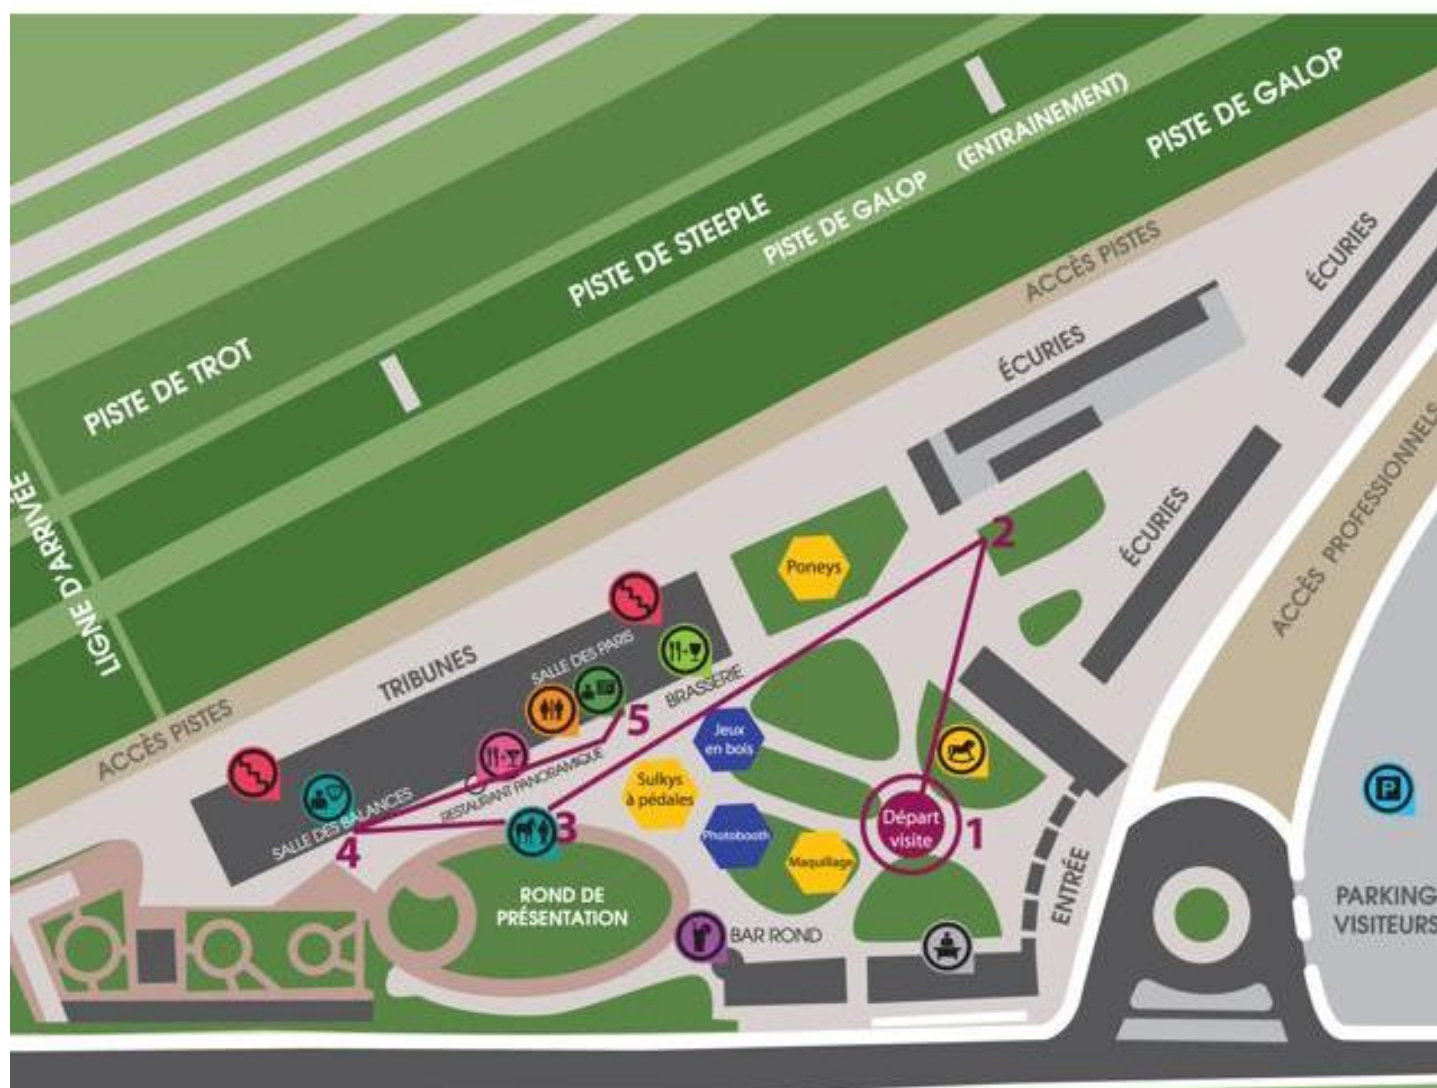 PISTE DE GALOP
(ENTRAINEMENT)
PISTE DE GALOP
PISTE DE STEEPLE
PISTE DE TROT
ACCÈS PISTES
ÉCURIES
ÉCURIES
ÉCURIES
ACCÈS PROFESSIONNELS
LIGNE D'ARRIVÉE
2
Poneys
TRIBUNES
SALLE DES PARIS
BRASSERIE
5
ACCÈS PISTES
Jeux
en bois
Sulkys
à pédales
RESTAURANT PANORAMIQUE
SALLE DES BALANCES
P
Départ
visite
1
3
4
Photobooth
Maquillage
ROND DE
PRÉSENTATION
BAR ROND
ENTRÉE
PARKING
VISITEURS